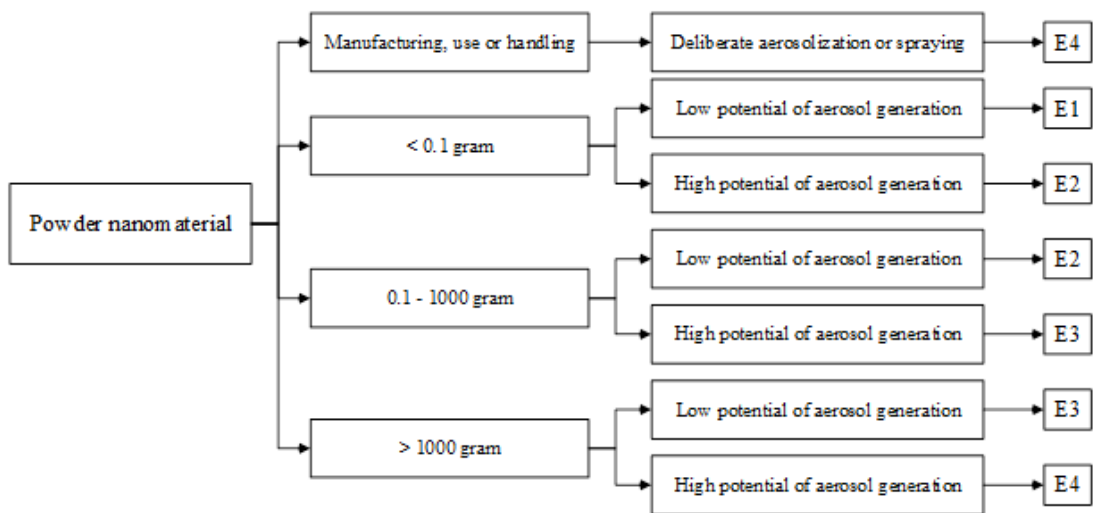 Manufacturing, use or handling
Deliberate aerosolization or spraying
E4
Low potential of aerosol generation
E1
< 0.1 gram
High potential of aerosol generation
E2
Powder nanomaterial
Low potential of aerosol generation
E2
0.1 - 1000 gram
High potential of aerosol generation
E3
Low potential of aerosol generation
E3
> 1000 gram
High potential of aerosol generation
E4